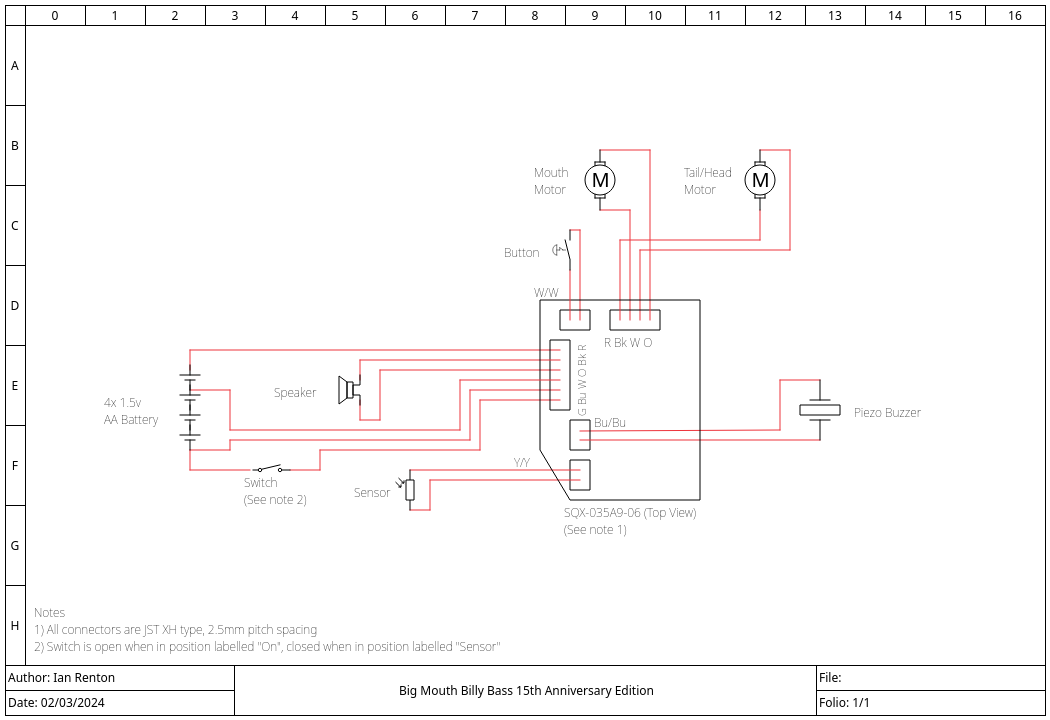 0 1 2 3 4 5 6 7 8 9 10 11 12 13 14 15 16
A
B
C
D
E
F
G
H
Mouth
Motor
M
Tail/Head
Motor
M
Button
W/W
R Bk W O
G Bu W O Bk R
Speaker
4x 1.5v
AA Battery
Bu/Bu
Piezo Buzzer
Y/Y
Switch
(See note 2)
Sensor
SQX-035A9-06 (Top View)
(See note 1)
Notes
1) All connectors are JST XH type, 2.5mm pitch spacing
2) Switch is open when in position labelled "On", closed when in position labelled "Sensor"
Author: Ian Renton
Date: 02/03/2024
Big Mouth Billy Bass 15th Anniversary Edition
File:
Folio: 1/1